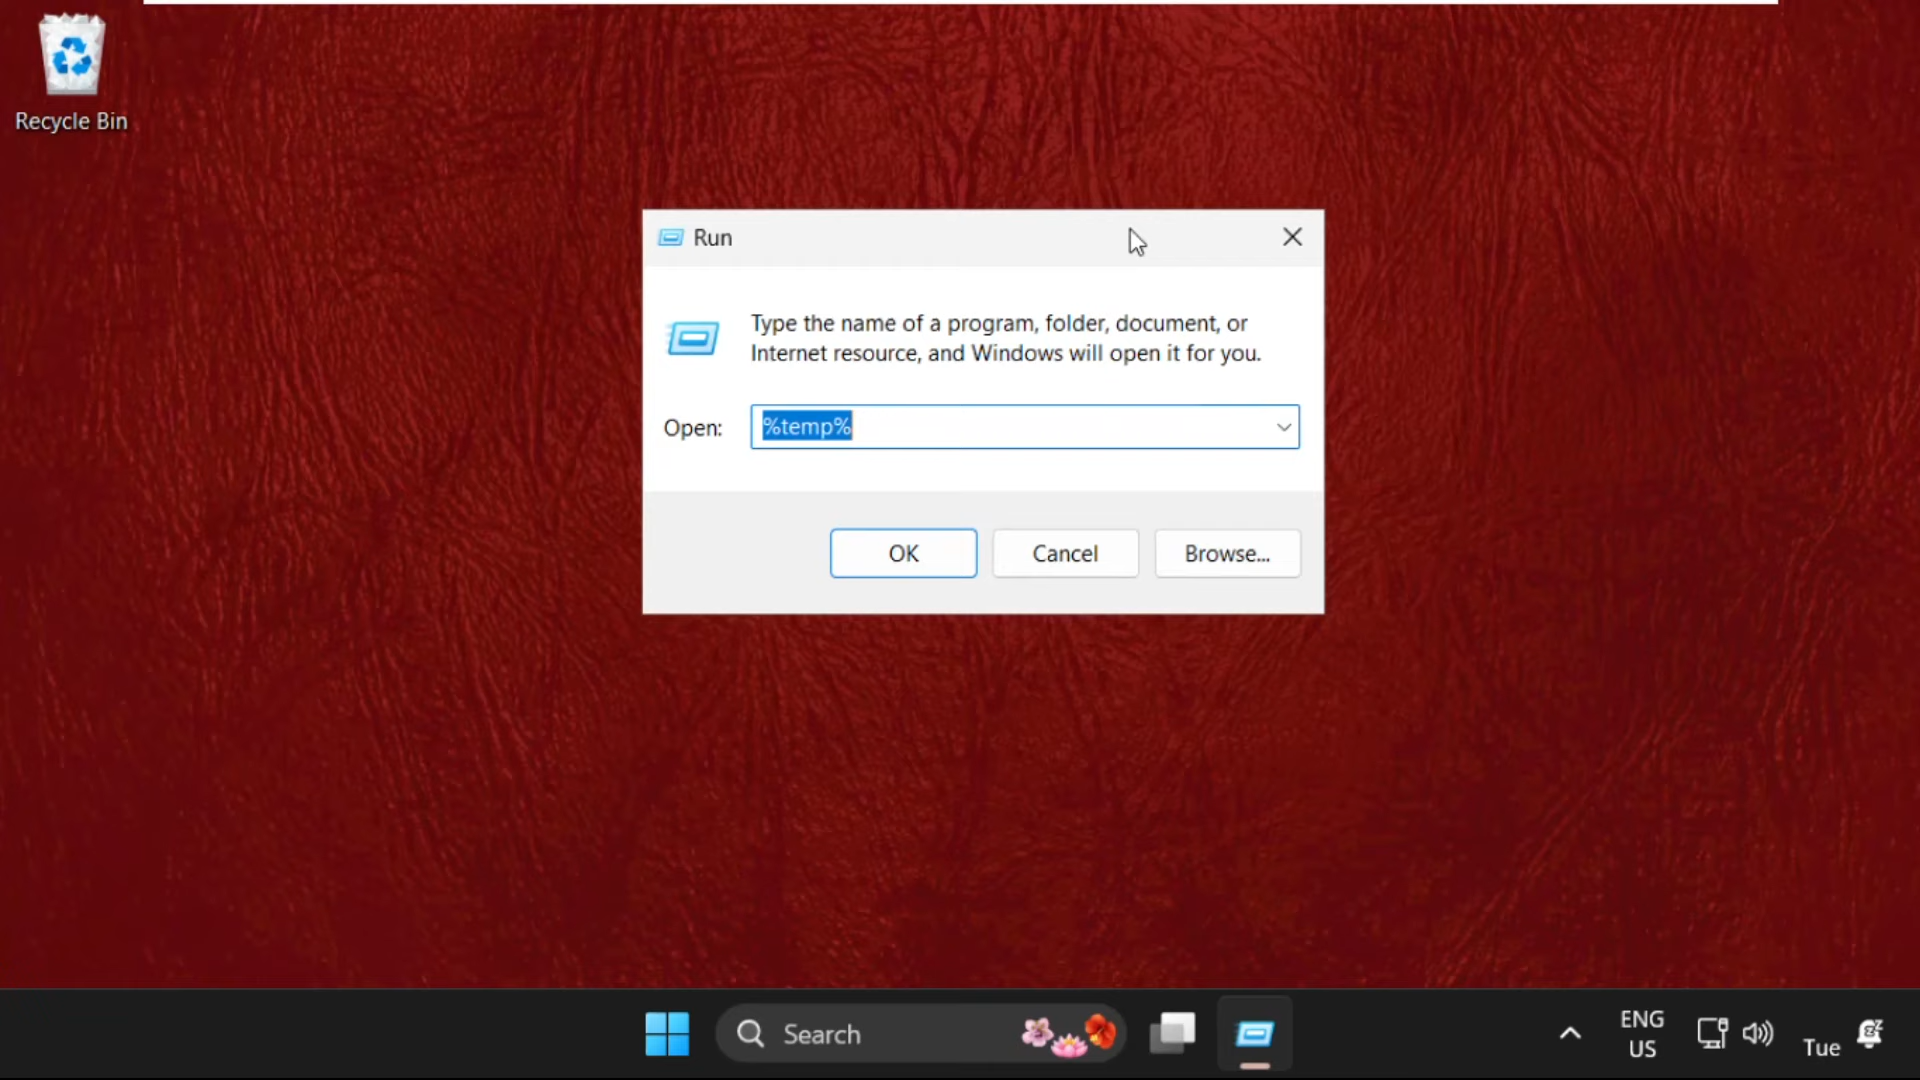 Recycle Bin
Run
Type the name of a program, folder, document, or
Internet resource, and Windows will open it for you.
Open: %temp%
OK Cancel Browse...
Search
ENG
US
Tue